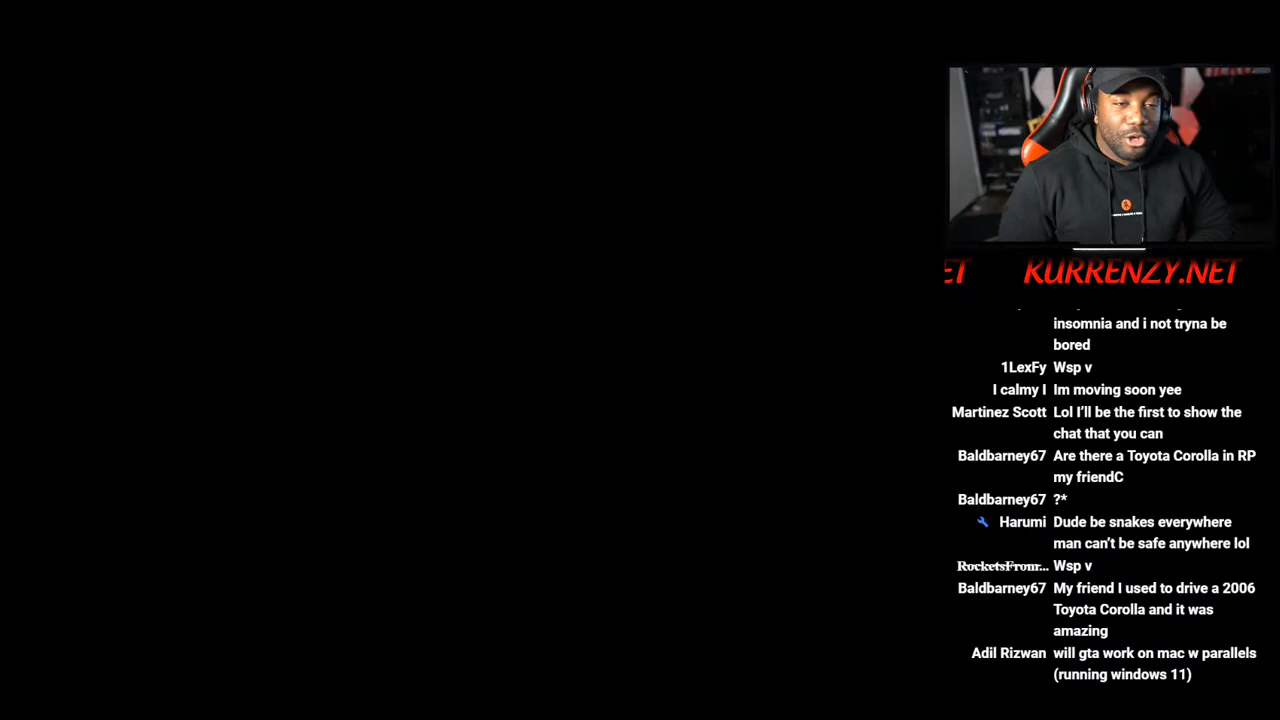 ET KURRENZY.NET
insomnia and i not tryna be
bored
1LexFy Wsp v
I calmy I Im moving soon yee
Martinez Scott Lol I'll be the first to show the
chat that you can
Baldbarney67 Are there a Toyota Corolla in RP
my friendC
Baldbarney67 ?*
Harumi Dude be snakes everywhere
man can't be safe anywhere lol
RocketsFrom... Wsp v
Baldbarney67 My friend I used to drive a 2006
Toyota Corolla and it was
amazing
Adil Rizwan will gta work on mac w parallels
(running windows 11)